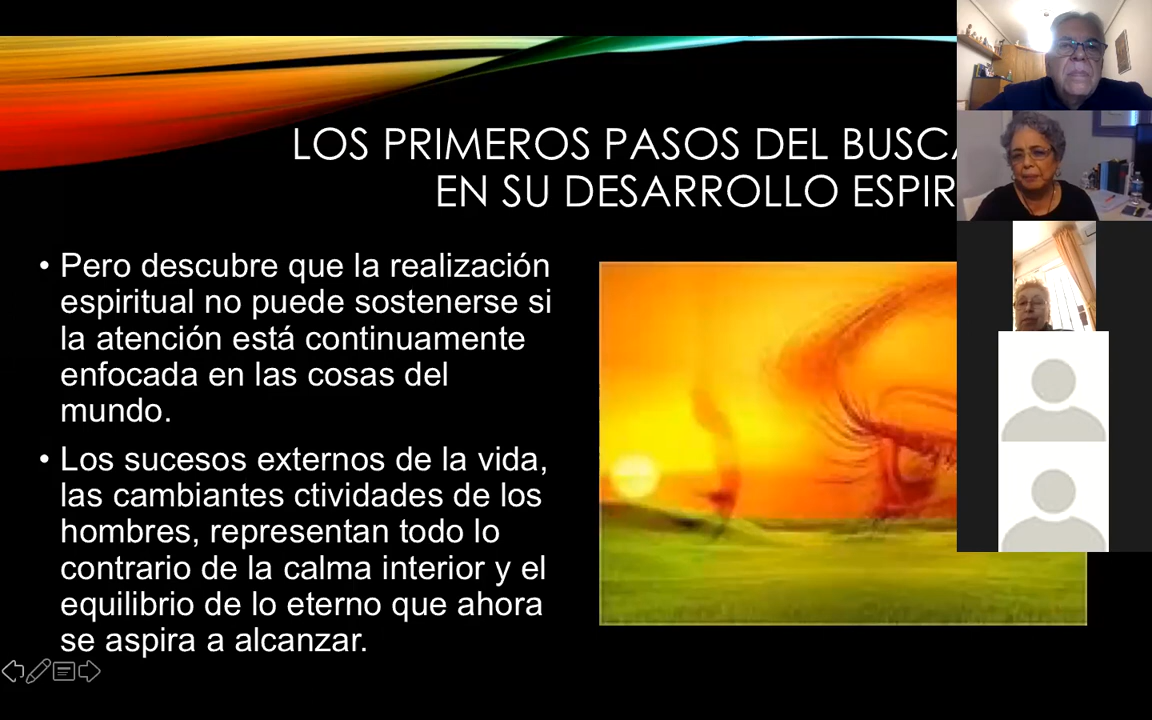 LOS PRIMEROS PASOS DEL
EN SU DESARROLLO
• Pero descubre que la realización
espiritual no puede sostenerse si
la atención está continuamente
enfocada en las cosas del
mundo.
• Los sucesos externos de la vida,
las cambiantes ctividades de los
hombres, representan todo lo
contrario de la calma interior y el
equilibrio de lo eterno que ahora
se aspira a alcanzar.